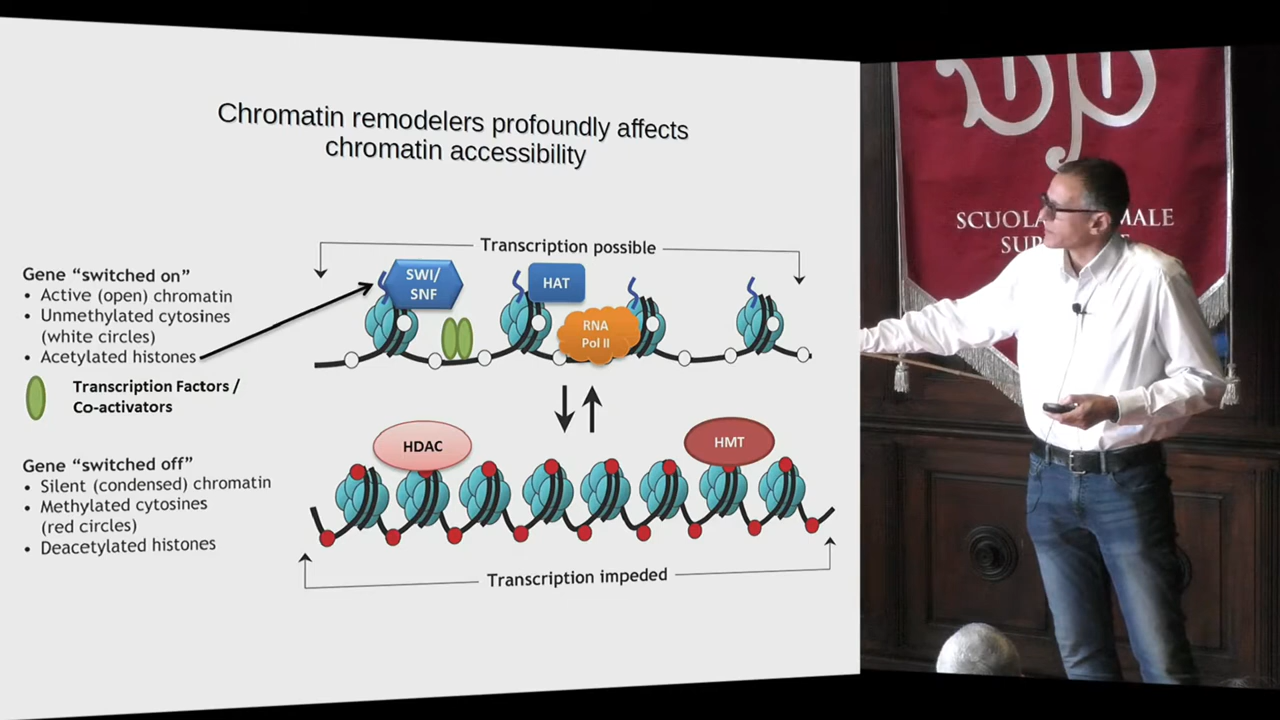 Chromatin remodelers profoundly affects
chromatin accessibility
Transcription possible
Gene “switched on”
• Active (open) chromatin
• Unmethylated cytosines
(white circles)
• Acetylated histones
Transcription Factors /
Co-activators
SWI/
SNF
HAT
RNA
Pol II
HDAC
HMT
Gene “switched off”
• Silent (condensed) chromatin
• Methylated cytosines
(red circles)
• Deacetylated histones
Transcription impeded
SCUOLA